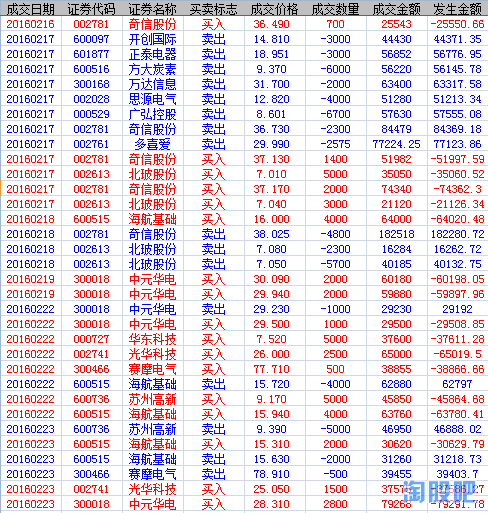 成交日期 证券代码 证券名称 买卖标志 成交价格 成交数量 成交金额 发生金额
20160216 002781 奇信股份 买入 36.490 700 25543 -25550.66
20160217 600097 开创国际 卖出 14.810 -3000 44430 44371.35
20160217 601877 正泰电器 卖出 18.951 -3000 56852 56776.95
20160217 600516 方大炭素 卖出 9.370 -6000 56220 56145.78
20160217 300168 万达信息 卖出 31.700 -2000 63400 63317.58
20160217 002028 思源电气 卖出 12.820 -4000 51280 51213.34
20160217 000529 广弘控股 卖出 8.601 -6700 57630 57555.08
20160217 002781 奇信股份 卖出 36.730 -2300 84479 84369.18
20160217 002761 多喜爱 卖出 29.990 -2575 77224.25 77123.86
20160217 002781 奇信股份 买入 37.130 1400 51982 -51997.59
20160217 002613 北玻股份 买入 7.010 5000 35050 -35060.52
20160217 002781 奇信股份 买入 37.170 2000 74340 -74362.3
20160217 002613 北玻股份 买入 7.040 3000 21120 -21126.34
20160218 600515 海航基础 买入 16.000 4000 64000 -64020.48
20160218 002781 奇信股份 卖出 38.025 -4800 182518 182280.72
20160218 002613 北玻股份 卖出 7.080 -2300 16284 16262.72
20160218 002613 北玻股份 卖出 7.050 -5700 40185 40132.75
20160219 300018 中元华电 买入 30.090 2000 60180 -60198.05
20160219 300018 中元华电 买入 29.940 2000 59880 -59897.96
20160222 300018 中元华电 卖出 29.230 -1000 29230 29192
20160222 300018 中元华电 买入 29.500 1000 29500 -29508.85
20160222 000727 华东科技 买入 7.520 5000 37600 -37611.28
20160222 002741 光华科技 买入 26.000 2500 65000 -65019.5
20160222 300466 赛摩电气 买入 77.710 500 38855 -38866.66
20160222 600515 海航基础 卖出 15.720 -4000 62880 62797
20160222 600736 苏州高新 买入 9.170 5000 45850 -45864.68
20160222 600515 海航基础 买入 15.940 4000 63760 -63780.41
20160223 600736 苏州高新 卖出 9.390 -5000 46950 46888.02
20160223 600515 海航基础 买入 15.310 2000 30620 -30629.79
20160223 600515 海航基础 卖出 15.630 -2000 31260 31218.73
20160223 300466 赛摩电气 卖出 78.910 -500 39455 39403.7
20160223 002741 光华科技 买入 25.050 1500
20160223 300018 中元华电 买入 28.310 2800
淘股吧